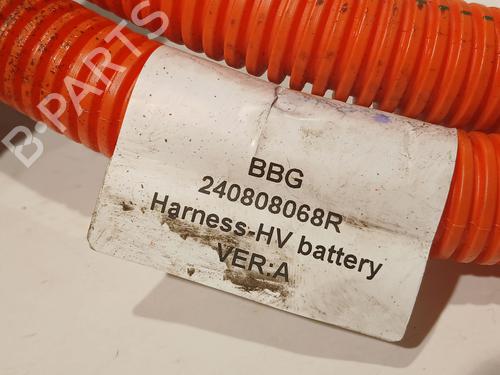 B-PARTS
BBG
240808068R
Harness-HV battery
VER:A